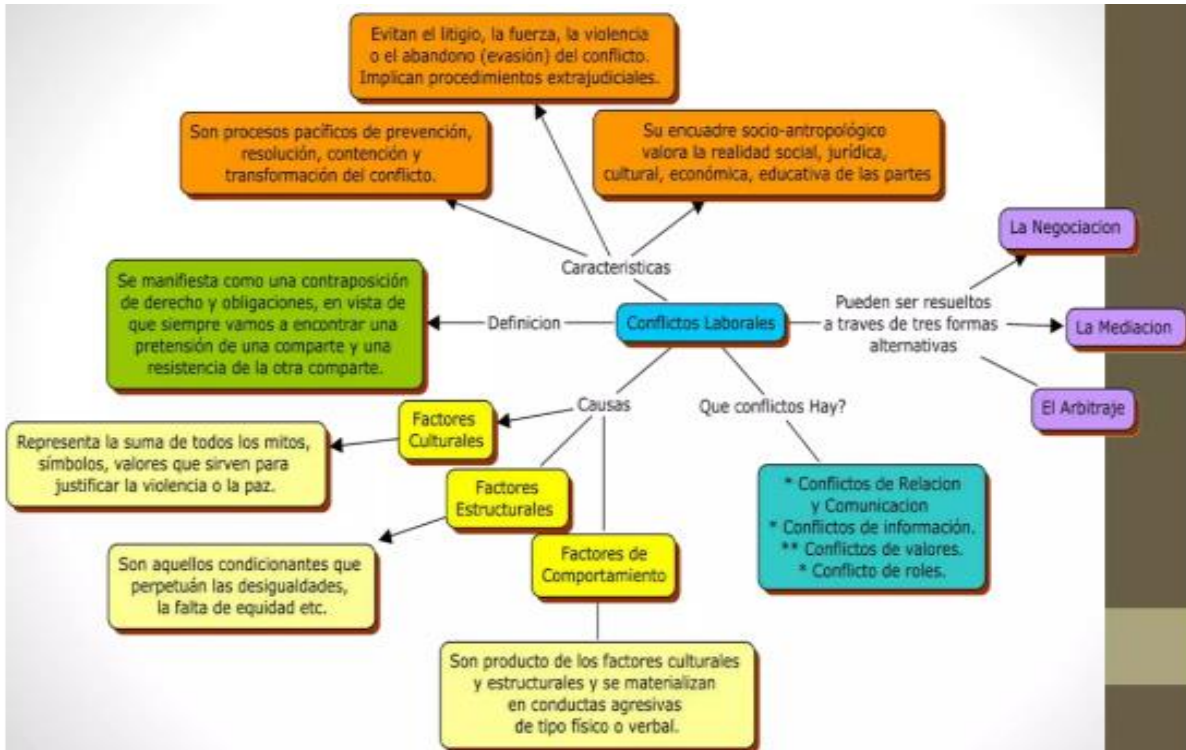 Evitan el litigio, la fuerza, la violencia
o el abandono (evasión) del conflicto.
Implican procedimientos extrajudiciales.
Son procesos pacíficos de prevención,
resolución, contención y
transformación del conflicto.
Su encuadre socio-antropológico
valora la realidad social, jurídica,
cultural, económica, educativa de las partes
Caracteristicas
La Negociacion
Se manifiesta como una contraposición
de derecho y obligaciones, en vista de
que siempre vamos a encontrar una
pretensión de una comparte y una
resistencia de la otra comparte.
Definicion
Conflictos Laborales
Pueden ser resueltos
a traves de tres formas
alternativas
La Mediacion
El Arbitraje
Causas
Que conflictos Hay?
Factores
Culturales
Representa la suma de todos los mitos,
símbolos, valores que sirven para
justificar la violencia o la paz.
Factores
Estructurales
Son aquellos condicionantes que
perpetuán las desigualdades,
la falta de equidad etc.
Factores de
Comportamiento
Son producto de los factores culturales
y estructurales y se materializan
en conductas agresivas
de tipo físico o verbal.
* Conflictos de Relacion
y Comunicacion
* Conflictos de información.
** Conflictos de valores.
* Conflicto de roles.